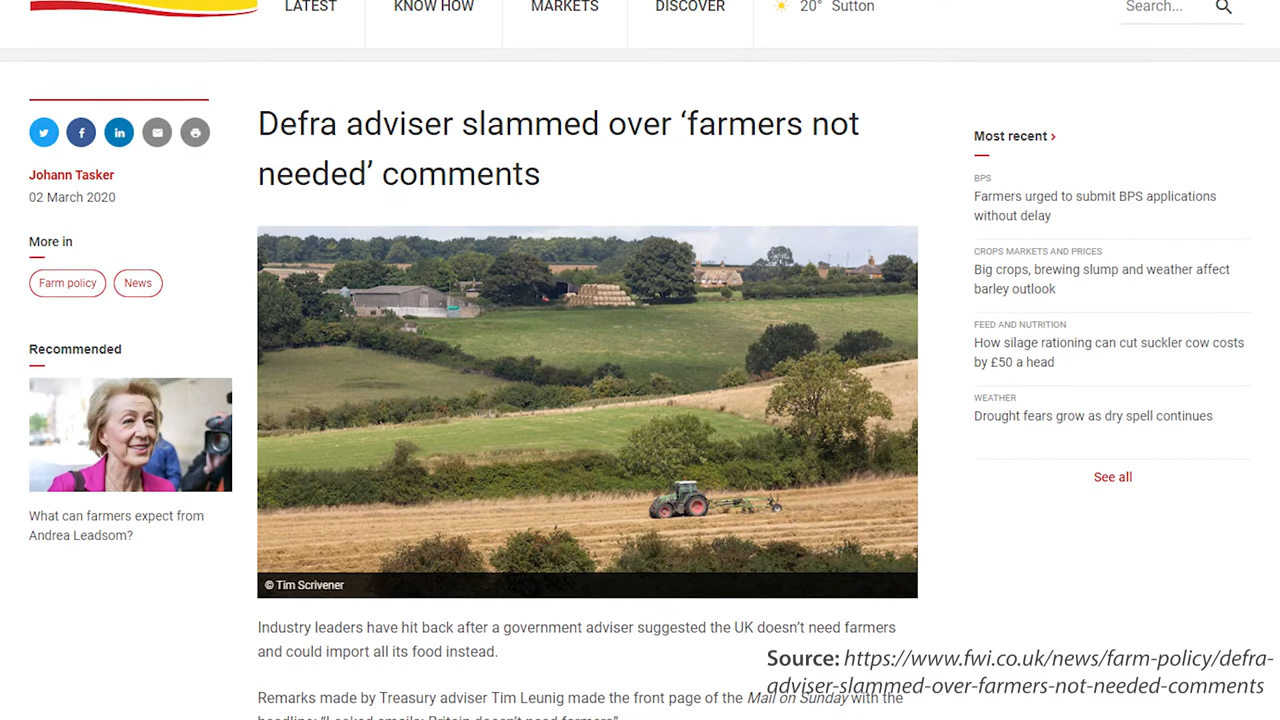 LATEST
KNOW HOW
MARKETS
DISCOVER
20° Sutton
Search...
Johann Tasker
02 March 2020
More in
Farm policy
News
Recommended
What can farmers expect from
Andrea Leadsom?
Defra adviser slammed over ‘farmers not
needed’ comments
© Tim Scrivener
Industry leaders have hit back after a government adviser suggested the UK doesn’t need farmers
and could import all its food instead.
Remarks made by Treasury adviser Tim Leunig made the front page of the Mail on Sunday with the
headline: “Leaked emails: Britain doesn’t need farmers”.
Most recent
BPS
Farmers urged to submit BPS applications
without delay
CROPS MARKETS AND PRICES
Big crops, brewing slump and weather affect
barley outlook
FEED AND NUTRITION
How silage rationing can cut suckler cow costs
by £50 a head
WEATHER
Drought fears grow as dry spell continues
See all
Source: https://www.fwi.co.uk/news/farm-policy/defra-
adviser-slammed-over-farmers-not-needed-comments